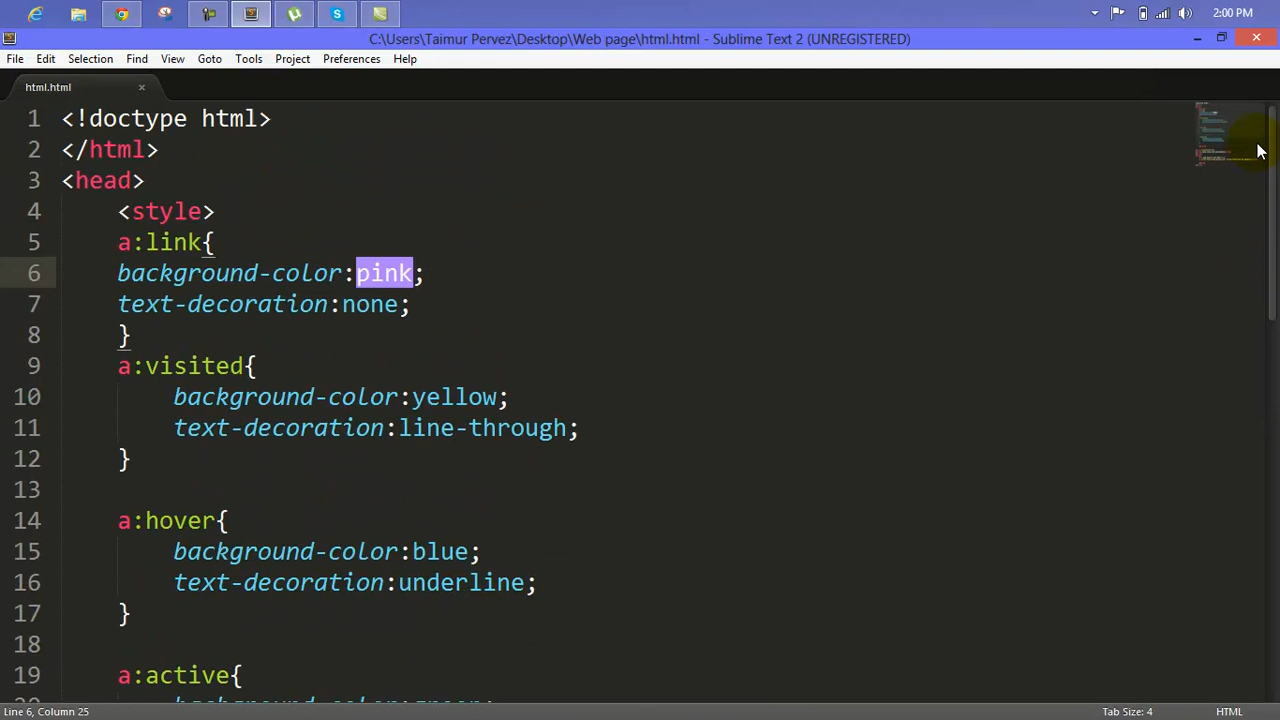 2:00 PM
C:\Users\Taimur Pervez\Desktop\Web page\html.html - Sublime Text 2 (UNREGISTERED)
File Edit Selection Find View Goto Tools Project Preferences Help
html.html
1 <!doctype html>
2 </html>
3 <head>
4 <style>
5 a:link{
6 background-color:pink;
7 text-decoration:none;
8 }
9 a:visited{
10 background-color:yellow;
11 text-decoration:line-through;
12 }
13
14 a:hover{
15 background-color:blue;
16 text-decoration:underline;
17 }
18
19 a:active{
20 background-color:green;
Line 6, Column 25 Tab Size: 4 HTML